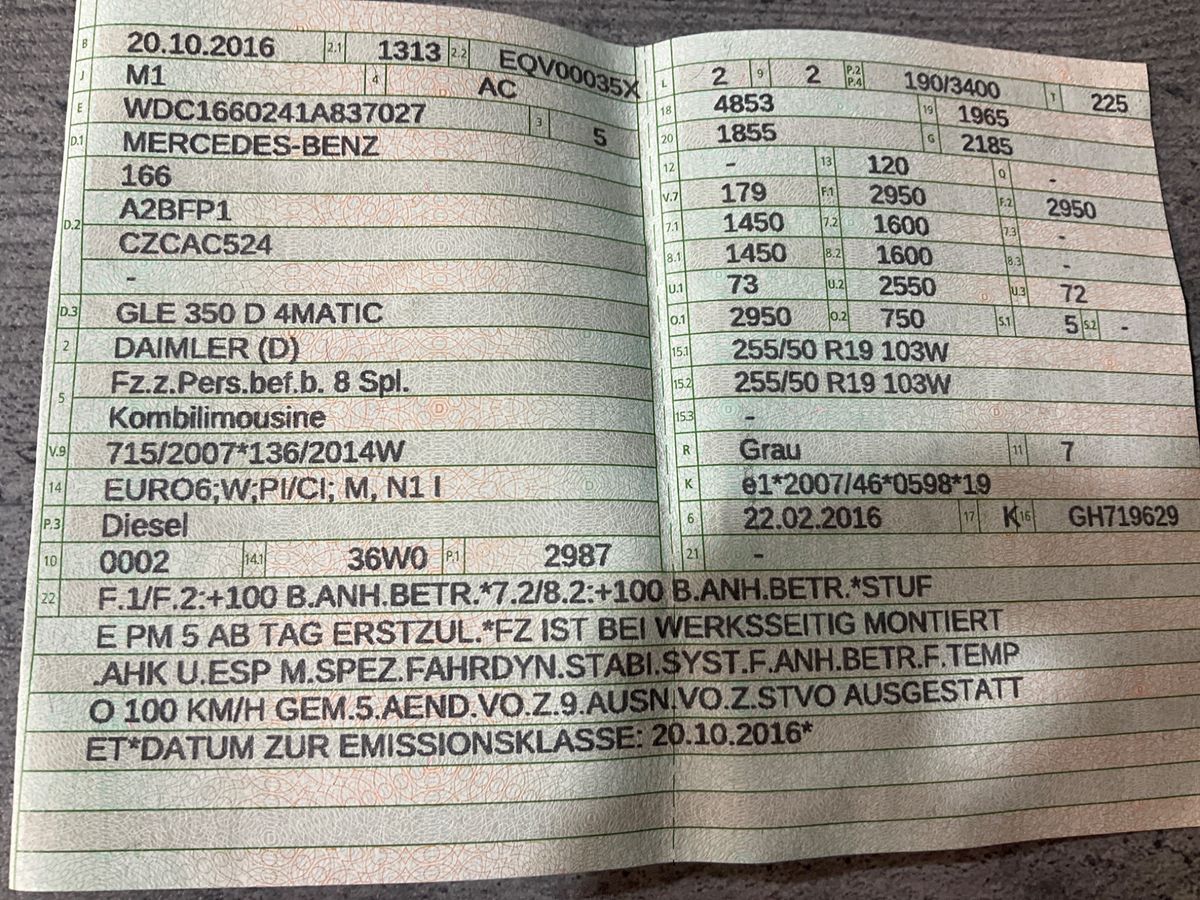 B 20.10.2016 2.1 1313 2.2 EQV00035X
J M1 4 AC
E WDC1660241A837027 3 5
D.1 MERCEDES-BENZ
166
D.2 A2BFP1
CZCAC524
-
D.3 GLE 350 D 4MATIC
2 DAIMLER (D)
5 Fz.z.Pers.bef.b. 8 Spl.
Kombilimousine
V.9 715/2007*136/2014W
14 EURO6;W;PI/CI; M, N1 I
P.3 Diesel
10 0002 14.1 36W0 P.1 2987
L 2 9 2 P.2 P.4 190/3400 T 225
18 4853 19 1965
20 1855 G 2185
12 - 13 120 Q -
V.7 179 F.1 2950 F.2 2950
7.1 1450 7.2 1600 7.3 -
8.1 1450 8.2 1600 8.3 -
U.1 73 U.2 2550 U.3 72
O.1 2950 O.2 750 S.1 5 S.2 -
15.1 255/50 R19 103W
15.2 255/50 R19 103W
15.3 -
R Grau 11 7
K e1*2007/46*0598*19
6 22.02.2016 17 K 16 GH719629
21 -
22 F.1/F.2:+100 B.ANH.BETR.*7.2/8.2:+100 B.ANH.BETR.*STUF
E PM 5 AB TAG ERSTZUL.*FZ IST BEI WERKSSEITIG MONTIERT
.AHK U.ESP M.SPEZ.FAHRDYN.STABI.SYST.F.ANH.BETR.F.TEMP
O 100 KM/H GEM.5.AEND.VO.Z.9.AUSN.VO.Z.STVO AUSGESTATT
ET*DATUM ZUR EMISSIONSKLASSE: 20.10.2016*